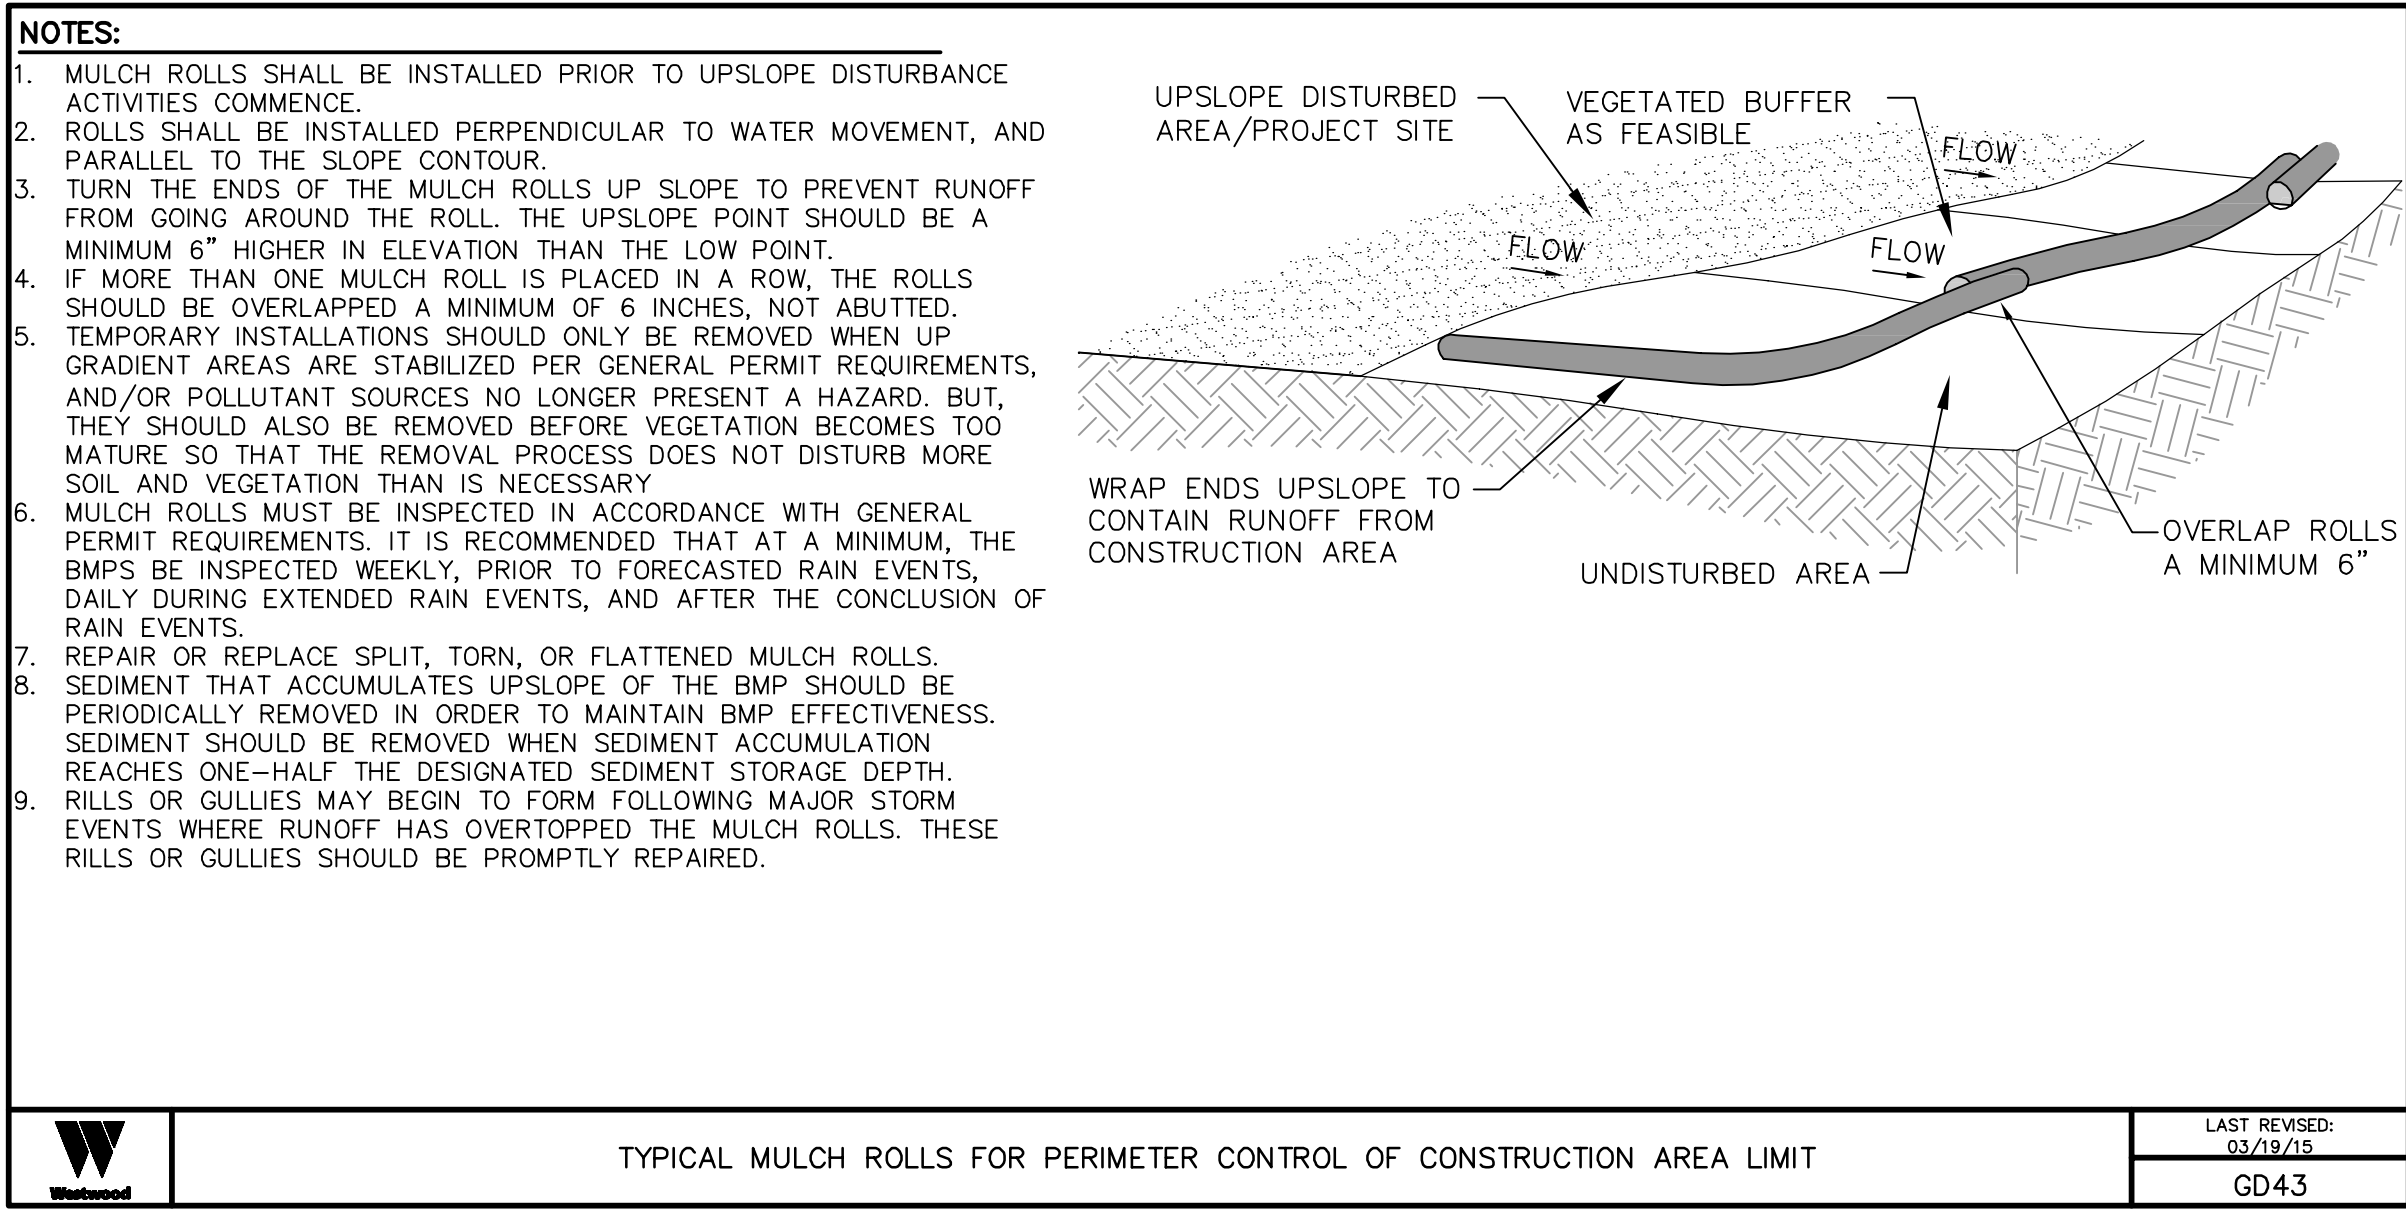 NOTES:
1. MULCH ROLLS SHALL BE INSTALLED PRIOR TO UPSLOPE DISTURBANCE
ACTIVITIES COMMENCE.
2. ROLLS SHALL BE INSTALLED PERPENDICULAR TO WATER MOVEMENT, AND
PARALLEL TO THE SLOPE CONTOUR.
3. TURN THE ENDS OF THE MULCH ROLLS UP SLOPE TO PREVENT RUNOFF
FROM GOING AROUND THE ROLL. THE UPSLOPE POINT SHOULD BE A
MINIMUM 6” HIGHER IN ELEVATION THAN THE LOW POINT.
4. IF MORE THAN ONE MULCH ROLL IS PLACED IN A ROW, THE ROLLS
SHOULD BE OVERLAPPED A MINIMUM OF 6 INCHES, NOT ABUTTED.
5. TEMPORARY INSTALLATIONS SHOULD ONLY BE REMOVED WHEN UP
GRADIENT AREAS ARE STABILIZED PER GENERAL PERMIT REQUIREMENTS,
AND/OR POLLUTANT SOURCES NO LONGER PRESENT A HAZARD. BUT,
THEY SHOULD ALSO BE REMOVED BEFORE VEGETATION BECOMES TOO
MATURE SO THAT THE REMOVAL PROCESS DOES NOT DISTURB MORE
SOIL AND VEGETATION THAN IS NECESSARY
6. MULCH ROLLS MUST BE INSPECTED IN ACCORDANCE WITH GENERAL
PERMIT REQUIREMENTS. IT IS RECOMMENDED THAT AT A MINIMUM, THE
BMPS BE INSPECTED WEEKLY, PRIOR TO FORECASTED RAIN EVENTS,
DAILY DURING EXTENDED RAIN EVENTS, AND AFTER THE CONCLUSION OF
RAIN EVENTS.
7. REPAIR OR REPLACE SPLIT, TORN, OR FLATTENED MULCH ROLLS.
8. SEDIMENT THAT ACCUMULATES UPSLOPE OF THE BMP SHOULD BE
PERIODICALLY REMOVED IN ORDER TO MAINTAIN BMP EFFECTIVENESS.
SEDIMENT SHOULD BE REMOVED WHEN SEDIMENT ACCUMULATION
REACHES ONE-HALF THE DESIGNATED SEDIMENT STORAGE DEPTH.
9. RILLS OR GULLIES MAY BEGIN TO FORM FOLLOWING MAJOR STORM
EVENTS WHERE RUNOFF HAS OVERTOPPED THE MULCH ROLLS. THESE
RILLS OR GULLIES SHOULD BE PROMPTLY REPAIRED.
UPSLOPE DISTURBED
AREA/PROJECT SITE
VEGETATED BUFFER
AS FEASIBLE
FLOW
FLOW
FLOW
WRAP ENDS UPSLOPE TO
CONTAIN RUNOFF FROM
CONSTRUCTION AREA
UNDISTURBED AREA
OVERLAP ROLLS
A MINIMUM 6”
Westwood
TYPICAL MULCH ROLLS FOR PERIMETER CONTROL OF CONSTRUCTION AREA LIMIT
LAST REVISED:
03/19/15
GD43